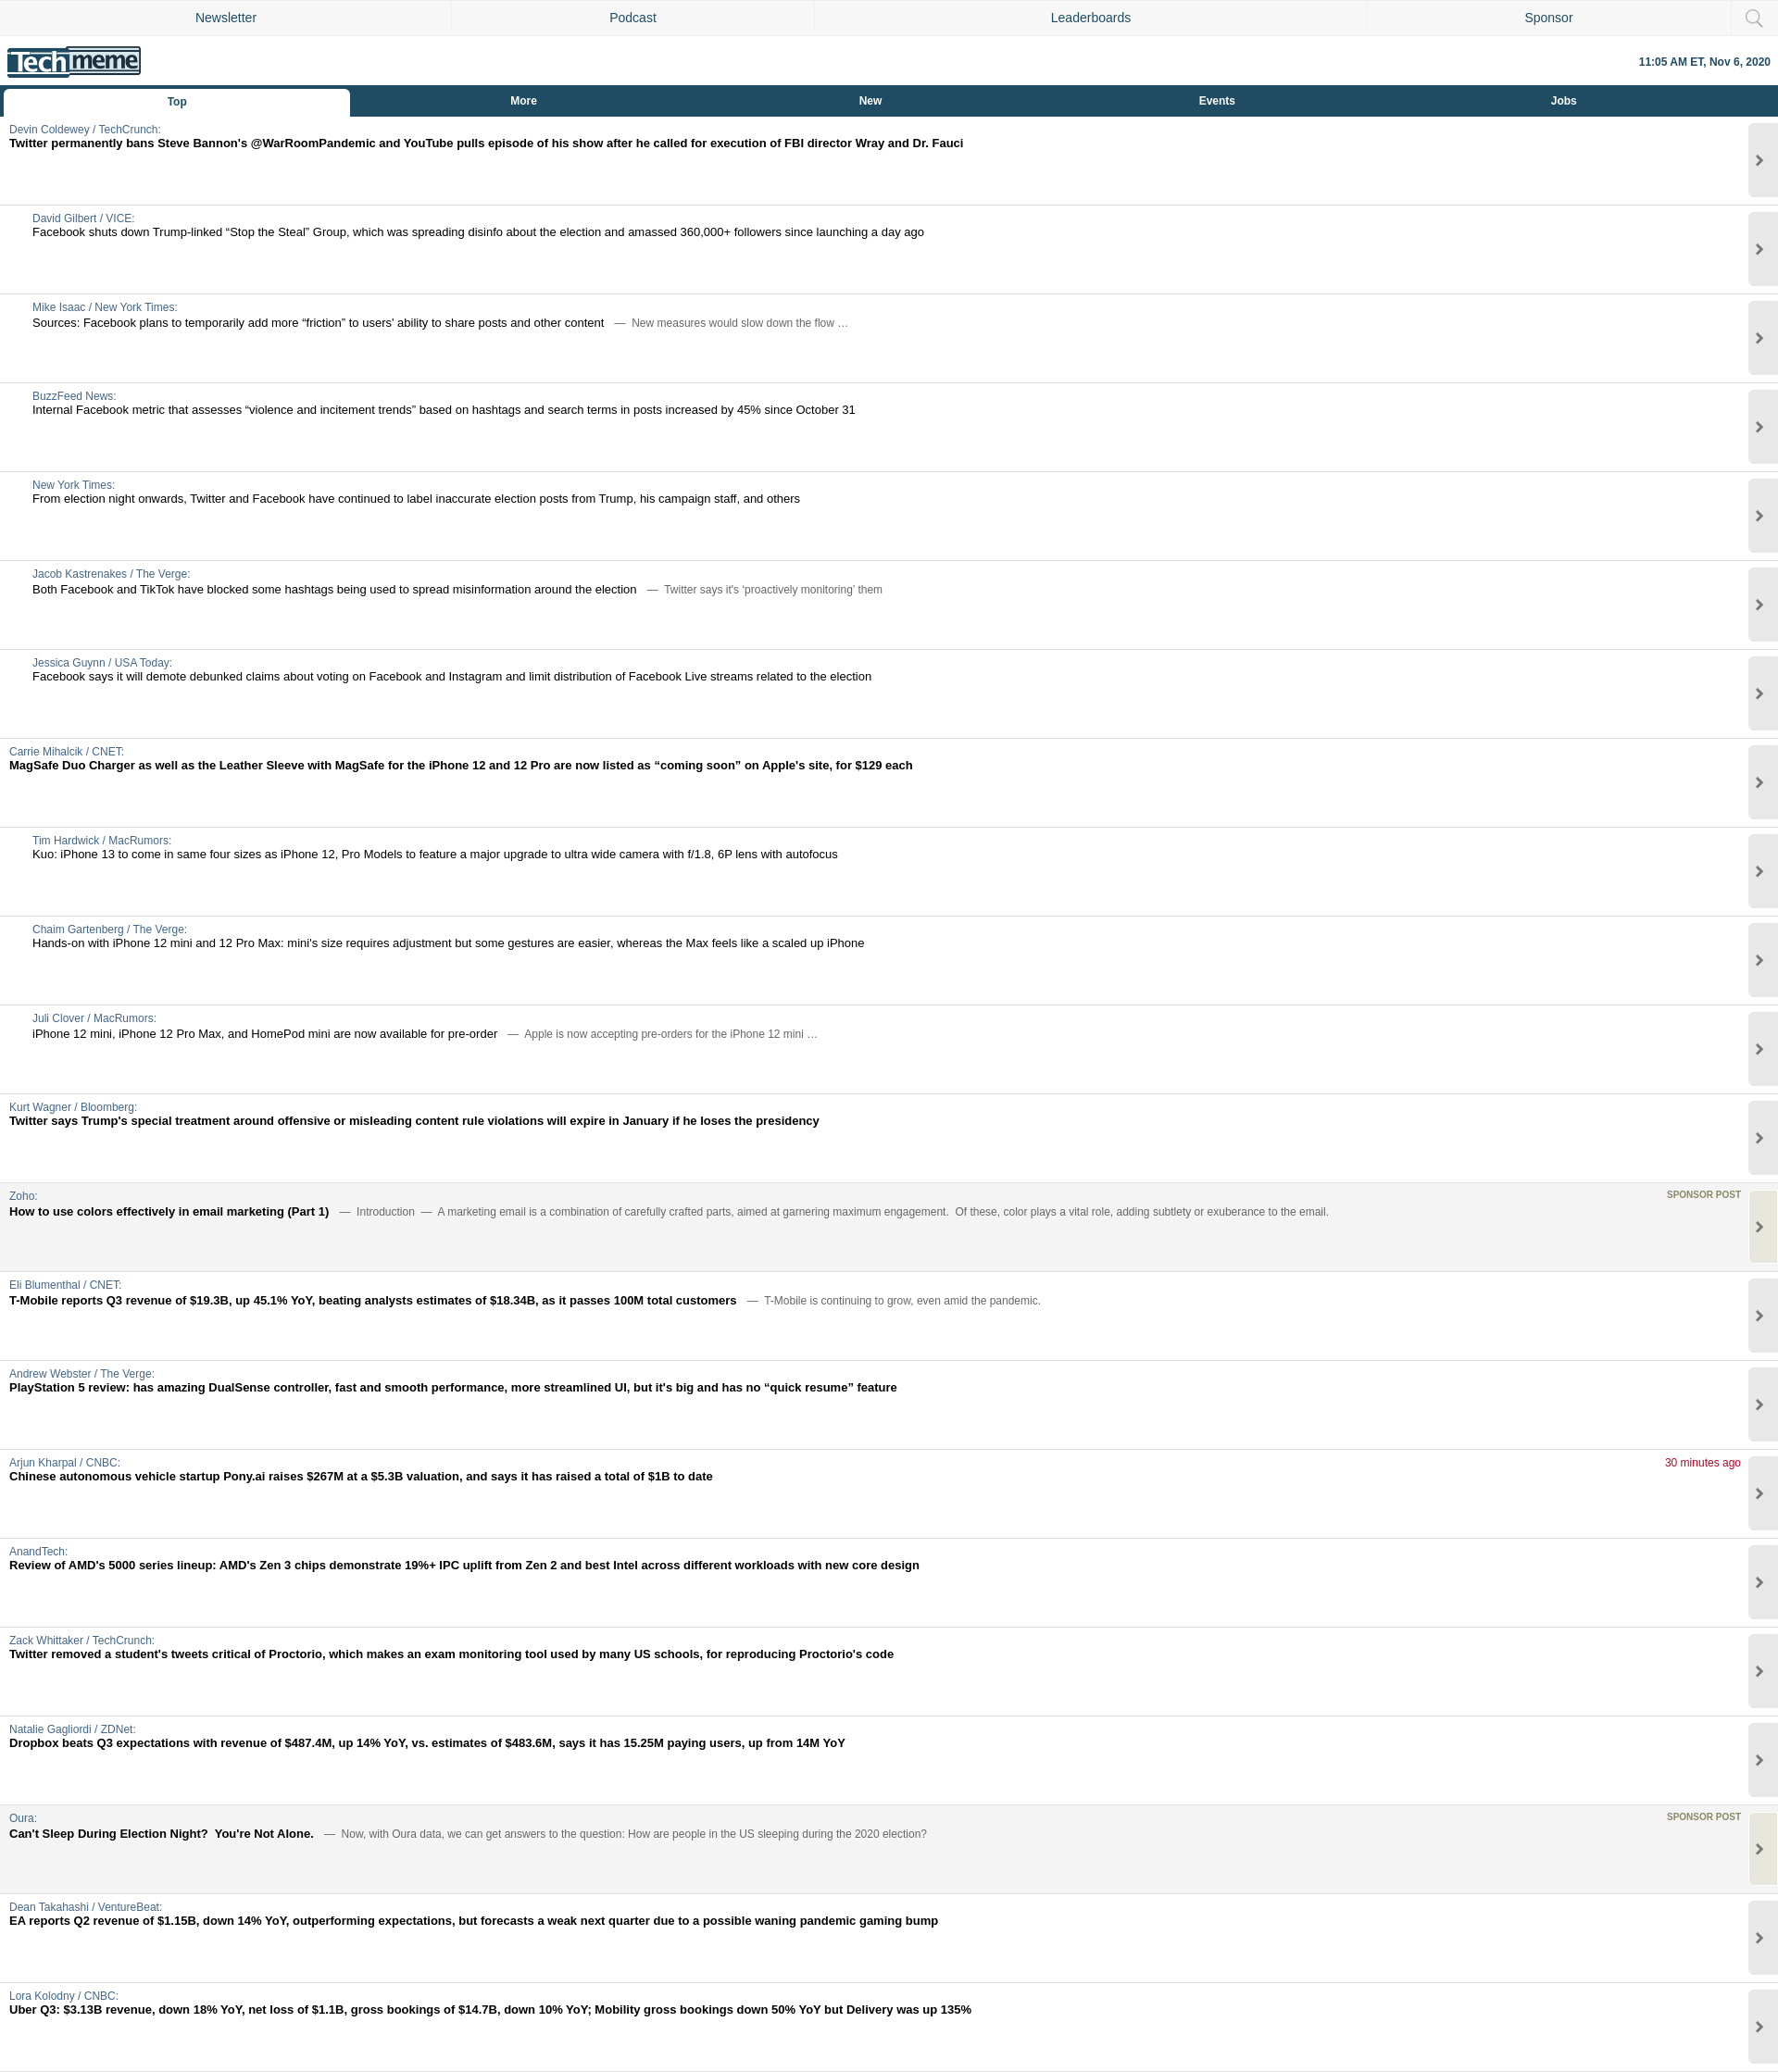 Newsletter
Podcast
Leaderboards
Sponsor
Techmeme
11:05 AM ET, Nov 6, 2020
Top
More
New
Events
Jobs
Devin Coldewey / TechCrunch:
Twitter permanently bans Steve Bannon's @WarRoomPandemic and YouTube pulls episode of his show after he called for execution of FBI director Wray and Dr. Fauci
David Gilbert / VICE:
Facebook shuts down Trump-linked “Stop the Steal” Group, which was spreading disinfo about the election and amassed 360,000+ followers since launching a day ago
Mike Isaac / New York Times:
Sources: Facebook plans to temporarily add more “friction” to users' ability to share posts and other content — New measures would slow down the flow …
BuzzFeed News:
Internal Facebook metric that assesses “violence and incitement trends” based on hashtags and search terms in posts increased by 45% since October 31
New York Times:
From election night onwards, Twitter and Facebook have continued to label inaccurate election posts from Trump, his campaign staff, and others
Jacob Kastrenakes / The Verge:
Both Facebook and TikTok have blocked some hashtags being used to spread misinformation around the election — Twitter says it's ‘proactively monitoring’ them
Jessica Guynn / USA Today:
Facebook says it will demote debunked claims about voting on Facebook and Instagram and limit distribution of Facebook Live streams related to the election
Carrie Mihalcik / CNET:
MagSafe Duo Charger as well as the Leather Sleeve with MagSafe for the iPhone 12 and 12 Pro are now listed as “coming soon” on Apple's site, for $129 each
Tim Hardwick / MacRumors:
Kuo: iPhone 13 to come in same four sizes as iPhone 12, Pro Models to feature a major upgrade to ultra wide camera with f/1.8, 6P lens with autofocus
Chaim Gartenberg / The Verge:
Hands-on with iPhone 12 mini and 12 Pro Max: mini's size requires adjustment but some gestures are easier, whereas the Max feels like a scaled up iPhone
Juli Clover / MacRumors:
iPhone 12 mini, iPhone 12 Pro Max, and HomePod mini are now available for pre-order — Apple is now accepting pre-orders for the iPhone 12 mini …
Kurt Wagner / Bloomberg:
Twitter says Trump's special treatment around offensive or misleading content rule violations will expire in January if he loses the presidency
Zoho:
SPONSOR POST
How to use colors effectively in email marketing (Part 1) — Introduction — A marketing email is a combination of carefully crafted parts, aimed at garnering maximum engagement. Of these, color plays a vital role, adding subtlety or exuberance to the email.
Eli Blumenthal / CNET:
T-Mobile reports Q3 revenue of $19.3B, up 45.1% YoY, beating analysts estimates of $18.34B, as it passes 100M total customers — T-Mobile is continuing to grow, even amid the pandemic.
Andrew Webster / The Verge:
PlayStation 5 review: has amazing DualSense controller, fast and smooth performance, more streamlined UI, but it's big and has no “quick resume” feature
Arjun Kharpal / CNBC:
30 minutes ago
Chinese autonomous vehicle startup Pony.ai raises $267M at a $5.3B valuation, and says it has raised a total of $1B to date
AnandTech:
Review of AMD's 5000 series lineup: AMD's Zen 3 chips demonstrate 19%+ IPC uplift from Zen 2 and best Intel across different workloads with new core design
Zack Whittaker / TechCrunch:
Twitter removed a student's tweets critical of Proctorio, which makes an exam monitoring tool used by many US schools, for reproducing Proctorio's code
Natalie Gagliordi / ZDNet:
Dropbox beats Q3 expectations with revenue of $487.4M, up 14% YoY, vs. estimates of $483.6M, says it has 15.25M paying users, up from 14M YoY
Oura:
SPONSOR POST
Can't Sleep During Election Night? You're Not Alone. — Now, with Oura data, we can get answers to the question: How are people in the US sleeping during the 2020 election?
Dean Takahashi / VentureBeat:
EA reports Q2 revenue of $1.15B, down 14% YoY, outperforming expectations, but forecasts a weak next quarter due to a possible waning pandemic gaming bump
Lora Kolodny / CNBC:
Uber Q3: $3.13B revenue, down 18% YoY, net loss of $1.1B, gross bookings of $14.7B, down 10% YoY; Mobility gross bookings down 50% YoY but Delivery was up 135%